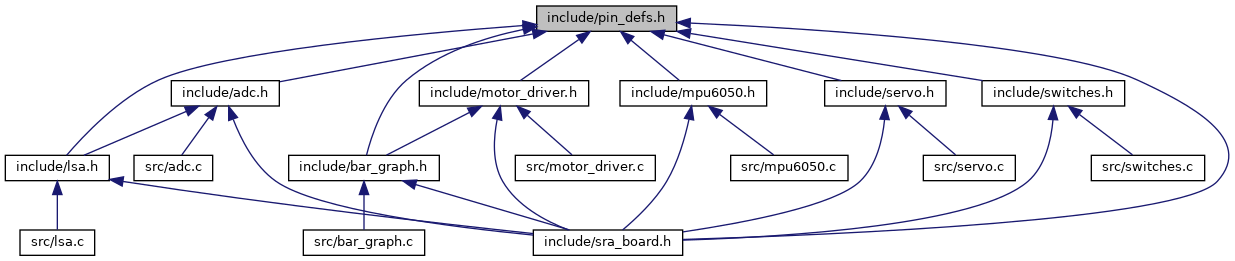 include/pin_defs.h
include/adc.h
include/motor_driver.h
include/mpu6050.h
include/servo.h
include/switches.h
include/lsa.h
src/adc.c
include/bar_graph.h
src/motor_driver.c
src/mpu6050.c
src/servo.c
src/switches.c
src/lsa.c
src/bar_graph.c
include/sra_board.h